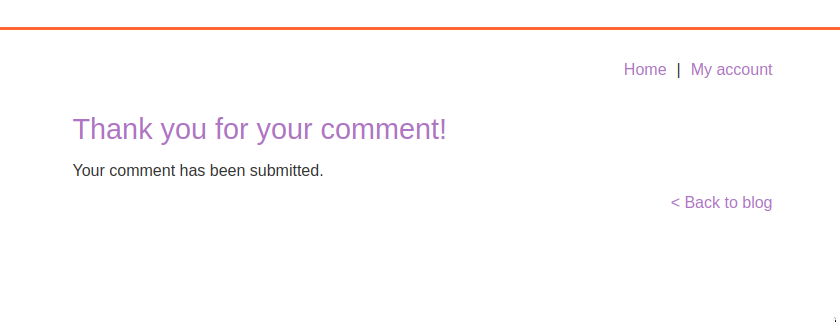 Home | My account
Thank you for your comment!
Your comment has been submitted.
< Back to blog